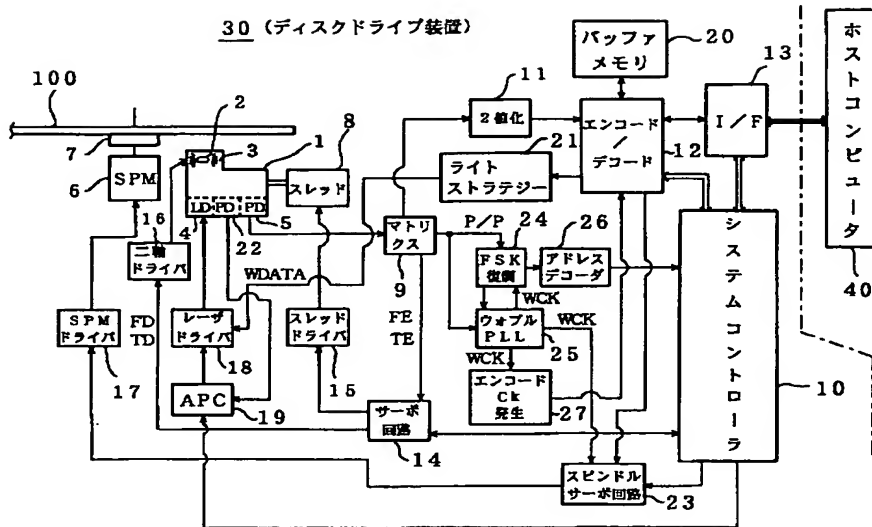 30 (ディスクドライブ装置)
バッファ
メモリ
20
ホストコンピュータ
40
13
I/F
11
2値化
エンコード
/
デコード
12
100
2
3
1
8
7
6
SPM
スレッド
21
ライト
ストラテジー
LD
PD
PD
4
22
5
16
二軸
ドライバ
マトリクス
9
P/P
24
FSK
復調
26
アドレス
デコーダ
WDATA
WCK
FD
TD
SPM
ドライバ
17
レーザ
ドライバ
18
スレッド
ドライバ
15
FE
TE
ウォブル
PLL
25
WCK
WCK
エンコード
Ck
発生
27
システムコントローラ
10
APC
19
サーボ
回路
14
スピンドル
サーボ回路
23